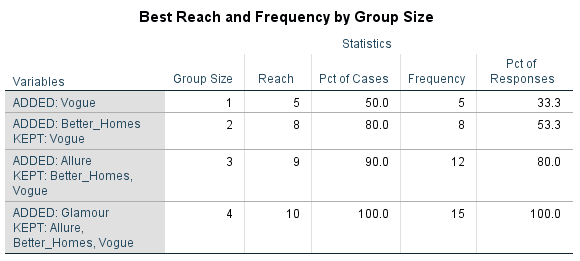 Best Reach and Frequency by Group Size
Statistics
Variables Group Size Reach Pct of Cases Frequency Pct of Responses
ADDED: Vogue 1 5 50.0 5 33.3
ADDED: Better_Homes 2 8 80.0 8 53.3
KEPT: Vogue
ADDED: Allure 3 9 90.0 12 80.0
KEPT: Better_Homes,
Vogue
ADDED: Glamour 4 10 100.0 15 100.0
KEPT: Allure,
Better_Homes, Vogue